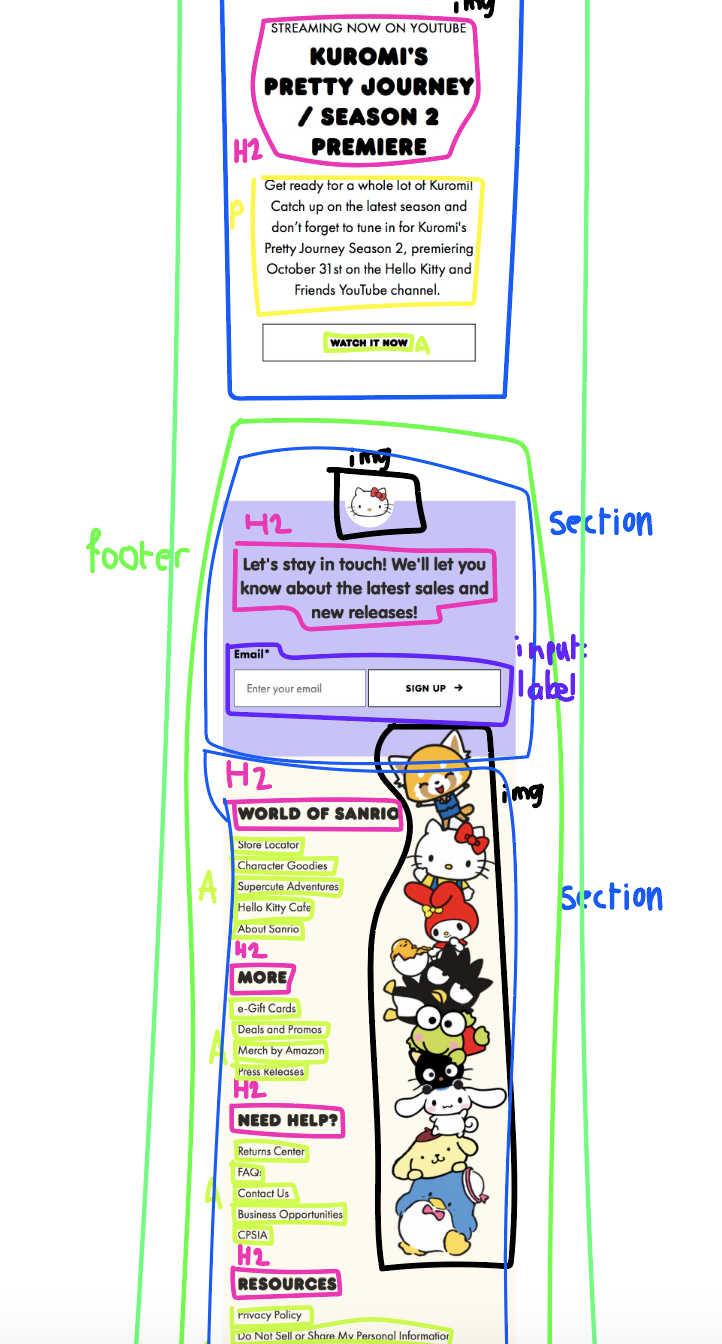 img
STREAMING NOW ON YOUTUBE
KUROMI'S
PRETTY JOURNEY
/ SEASON 2
PREMIERE
H2
P
Get ready for a whole lot of Kuromi!
Catch up on the latest season and
don't forget to tune in for Kuromi's
Pretty Journey Season 2, premiering
October 31st on the Hello Kitty and
Friends YouTube channel.
WATCH IT NOW A
img
section
footer
H2
Let's stay in touch! We'll let you
know about the latest sales and
new releases!
input:
label
Email*
Enter your email
SIGN UP →
H2
img
WORLD OF SANRIO
Store Locator
Character Goodies
A
Supercute Adventures
section
Hello Kitty Cafe
About Sanrio
H2
MORE
e-Gift Cards
Deals and Promos
A
Merch by Amazon
Press Releases
H2
NEED HELP?
Returns Center
FAQs
A
Contact Us
Business Opportunities
CPSIA
H2
RESOURCES
Privacy Policy
Do Not Sell or Share My Personal Information